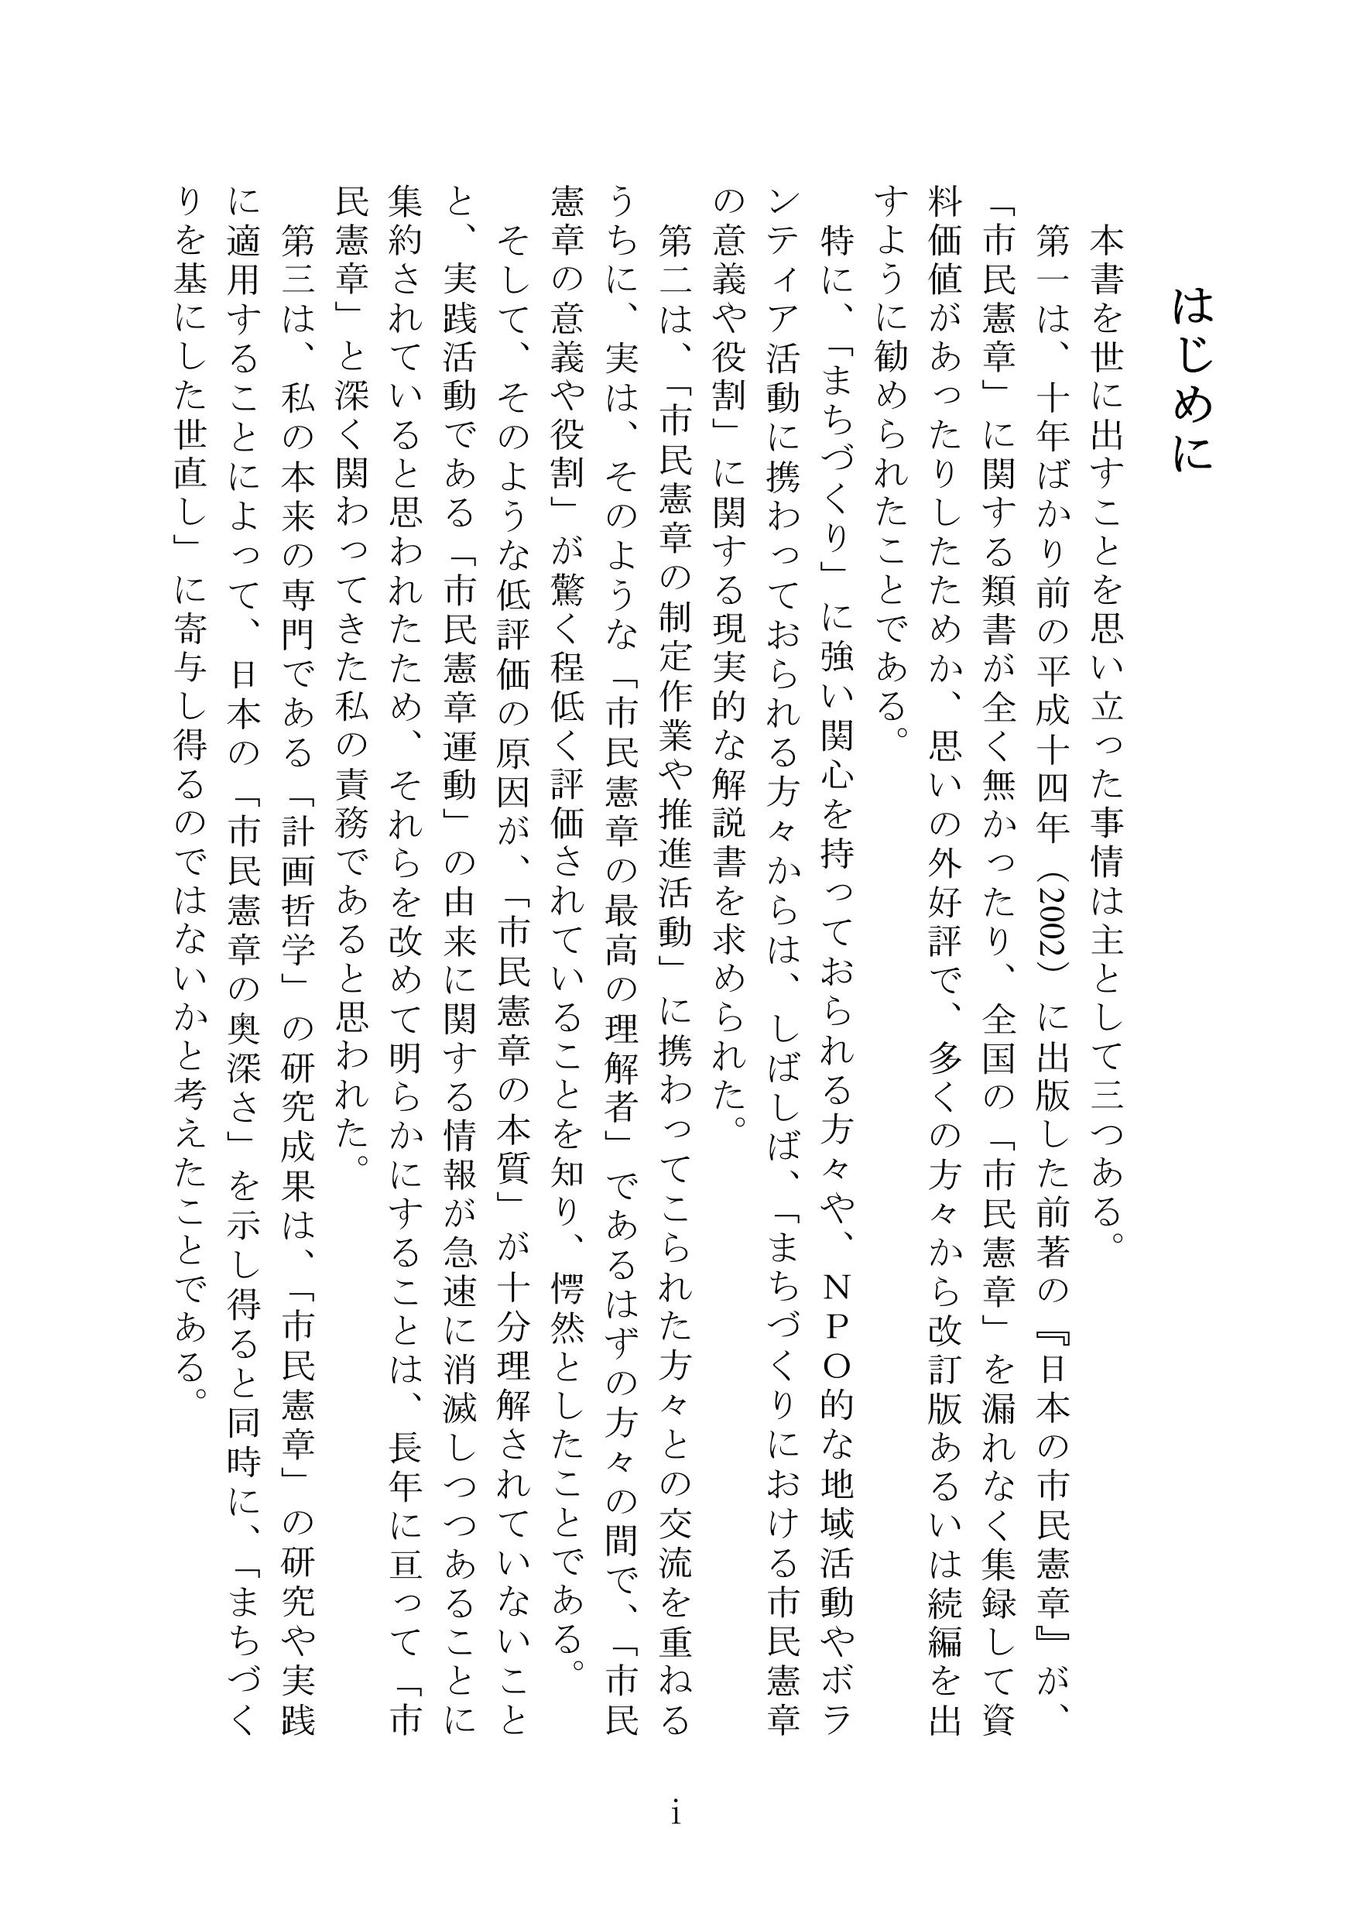 はじめに
　本書を世に出すことを思い立った事情は主として三つある。
　第一は、十年ばかり前の平成十四年（2002）に出版した前著の『日本の市民憲章』が、
「市民憲章」に関する類書が全く無かったり、全国の「市民憲章」を漏れなく集録して資
料価値があったりしたためか、思いの外好評で、多くの方々から改訂版あるいは続編を出
すように勧められたことである。
　特に、「まちづくり」に強い関心を持っておられる方々や、ＮＰＯ的な地域活動やボラ
ンティア活動に携わっておられる方々からは、しばしば、「まちづくりにおける市民憲章
の意義や役割」に関する現実的な解説書を求められた。
　第二は、「市民憲章の制定作業や推進活動」に携わってこられた方々との交流を重ねる
うちに、実は、そのような「市民憲章の最高の理解者」であるはずの方々の間で、「市民
憲章の意義や役割」が驚く程低く評価されていることを知り、愕然としたことである。
　そして、そのような低評価の原因が、「市民憲章の本質」が十分理解されていないこと
と、実践活動である「市民憲章運動」の由来に関する情報が急速に消滅しつつあることに
集約されていると思われたため、それらを改めて明らかにすることは、長年に亘って「市
民憲章」と深く関わってきた私の責務であると思われた。
　第三は、私の本来の専門である「計画哲学」の研究成果は、「市民憲章」の研究や実践
に適用することによって、日本の「市民憲章の奥深さ」を示し得ると同時に、「まちづく
りを基にした世直し」に寄与し得るのではないかと考えたことである。
i